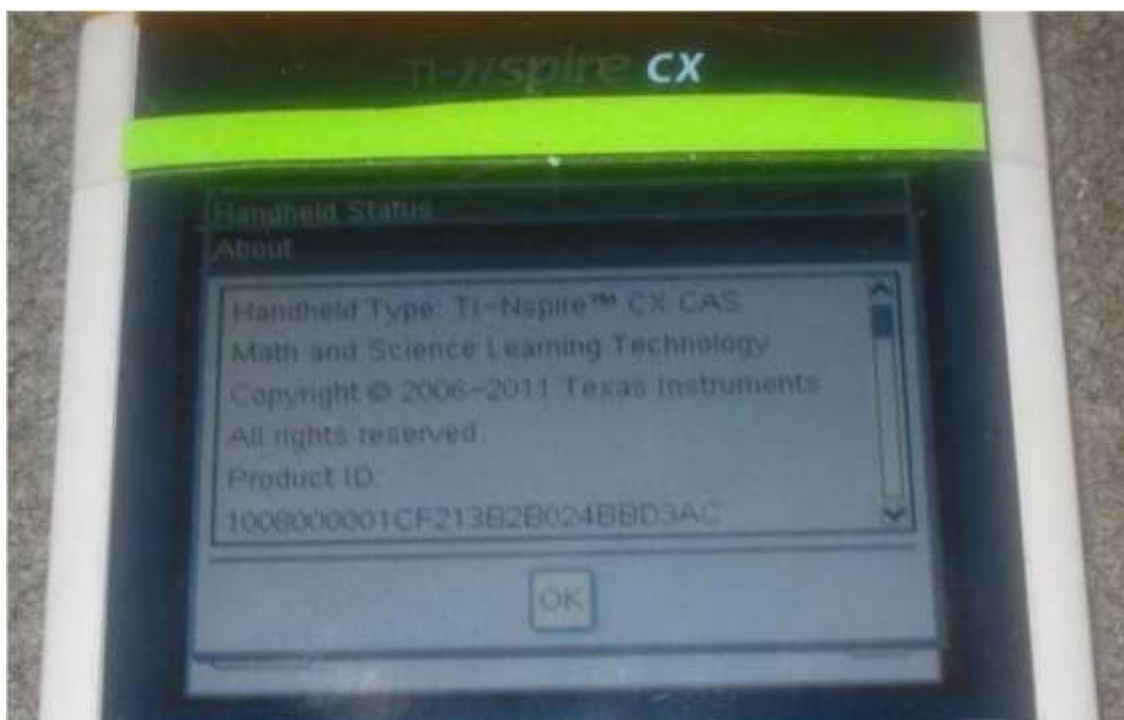 TI-nspire CX
Handheld Status
About
Handheld Type: TI-Nspire™ CX CAS
Math and Science Learning Technology
Copyright © 2006-2011 Texas Instruments
All rights reserved.
Product ID:
1008000001CF213B2B024BBD3AC
OK